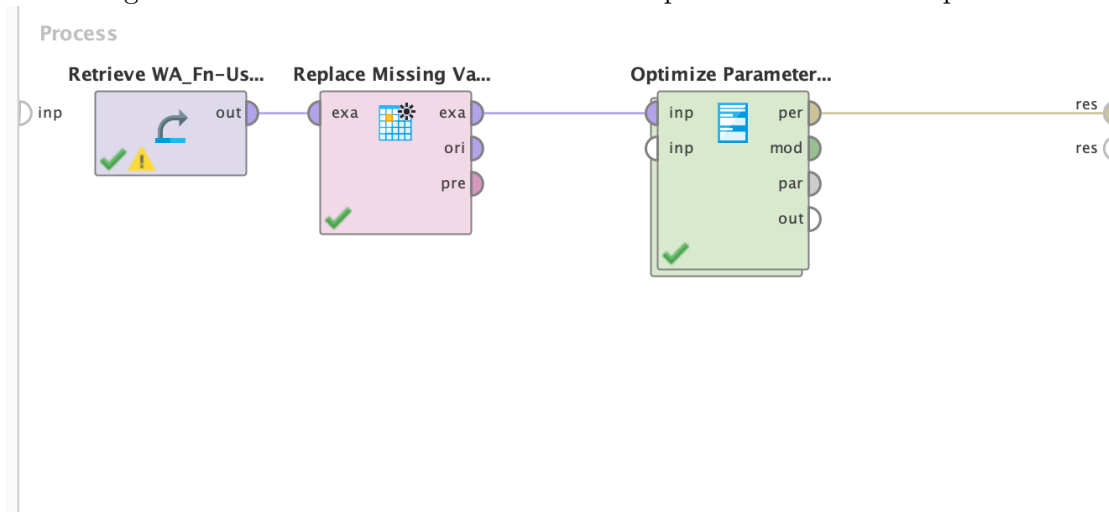 Process
Retrieve WA_Fn-Us...
Replace Missing Va...
Optimize Parameter...
inp
out
exa
exa
ori
pre
inp
inp
per
mod
par
out
res
res